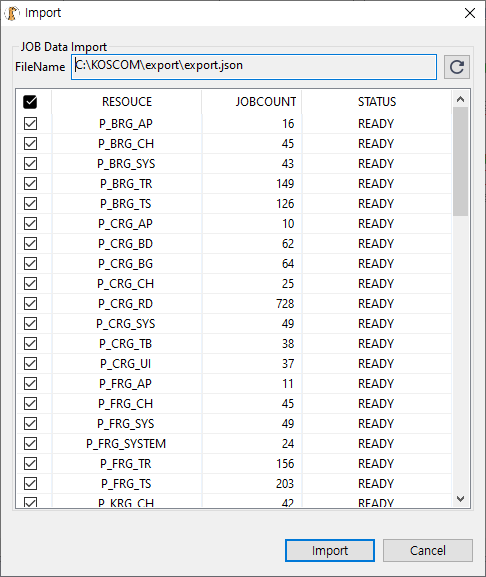 Import
JOB Data Import
FileName C:\KOSCOM\export\export.json
RESOUCE JOBCOUNT STATUS
P_BRG_AP 16 READY
P_BRG_CH 45 READY
P_BRG_SYS 43 READY
P_BRG_TR 149 READY
P_BRG_TS 126 READY
P_CRG_AP 10 READY
P_CRG_BD 62 READY
P_CRG_BG 64 READY
P_CRG_CH 25 READY
P_CRG_RD 728 READY
P_CRG_SYS 49 READY
P_CRG_TB 38 READY
P_CRG_UI 37 READY
P_FRG_AP 11 READY
P_FRG_CH 45 READY
P_FRG_SYS 49 READY
P_FRG_SYSTEM 24 READY
P_FRG_TR 156 READY
P_FRG_TS 203 READY
P_KRG_CH 42 READY
Import Cancel